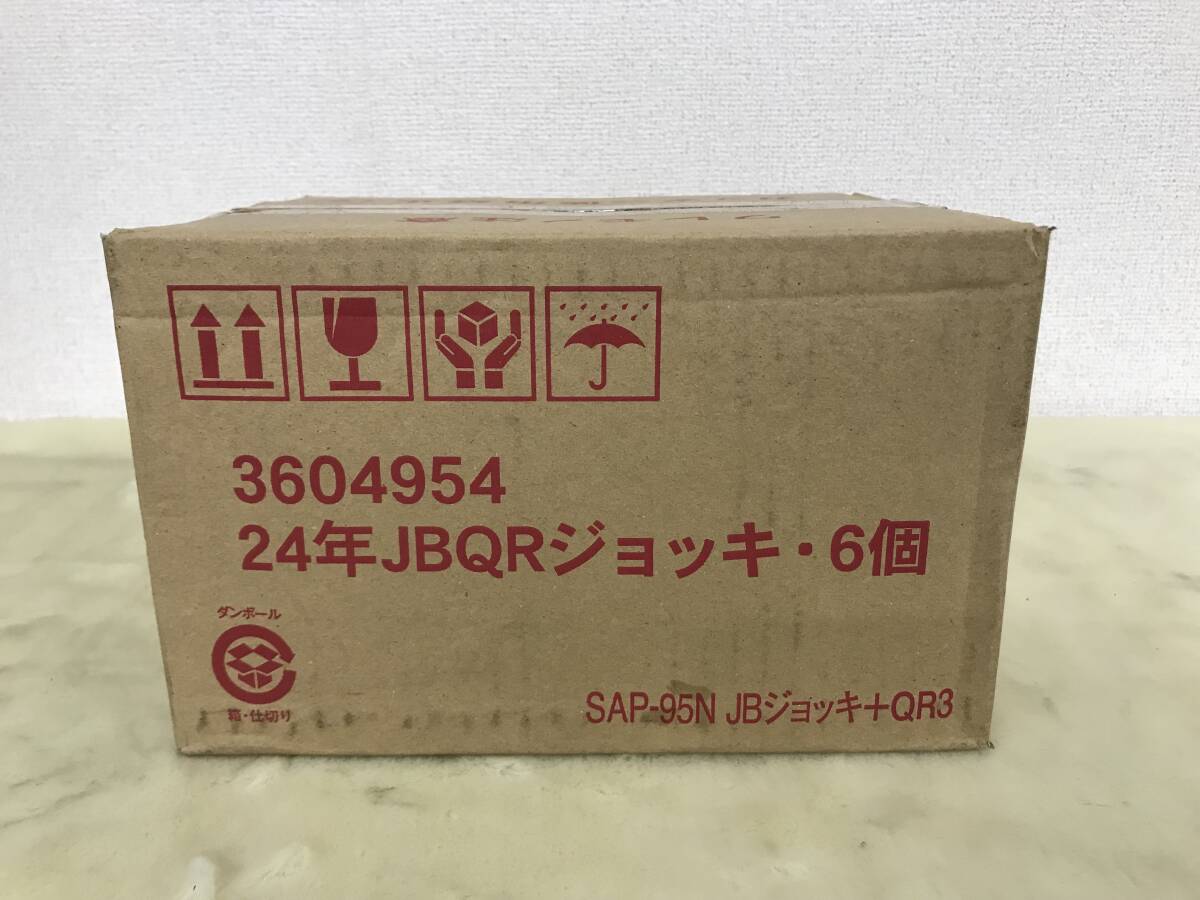 3604954
24年JBQRジョッキ・6個
ダンボール
箱・仕切り
SAP-95N JBジョッキ+QR3